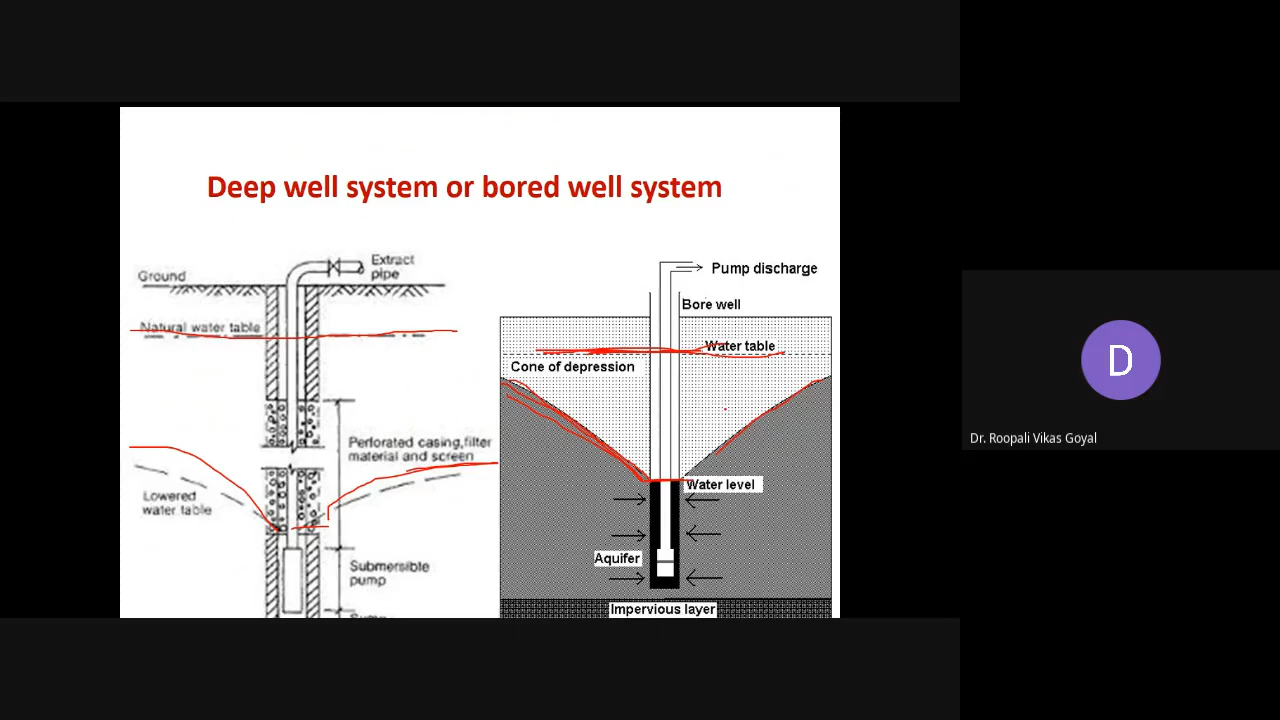 Deep well system or bored well system
Extract
pipe
Ground
Natural water table
Perforated casing, filter
material and screen
Lowered
water table
Submersible
pump
Pump discharge
Bore well
Water table
Cone of depression
Water level
Aquifer
Impervious layer
D
Dr. Roopali Vikas Goyal